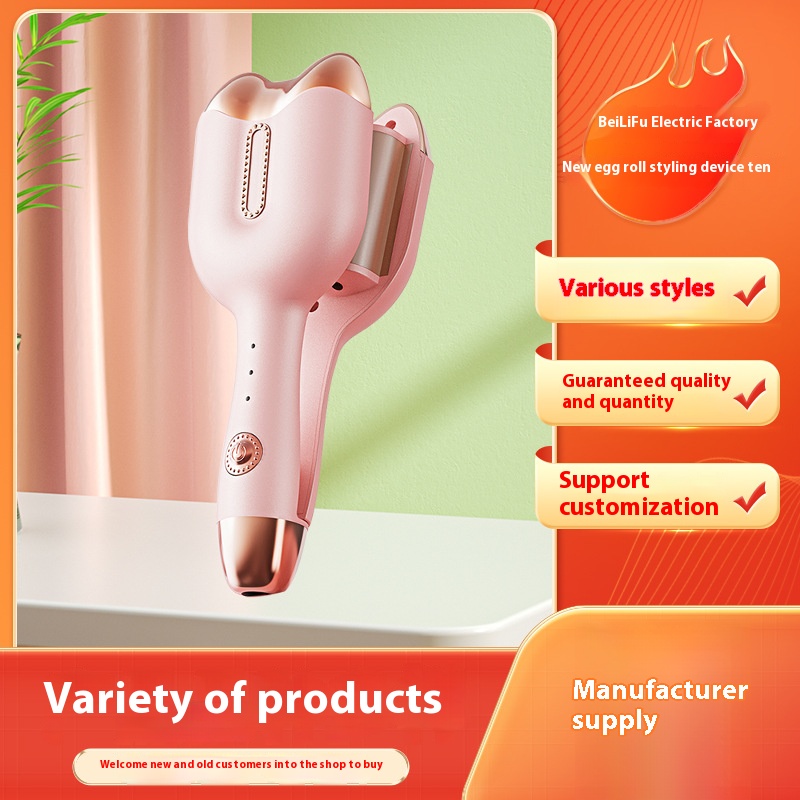 BeiLiFu Electric Factory
New egg roll styling device ten
Various styles
Guaranteed quality
and quantity
Support
customization
Variety of products
Manufacturer
supply
Welcome new and old customers into the shop to buy